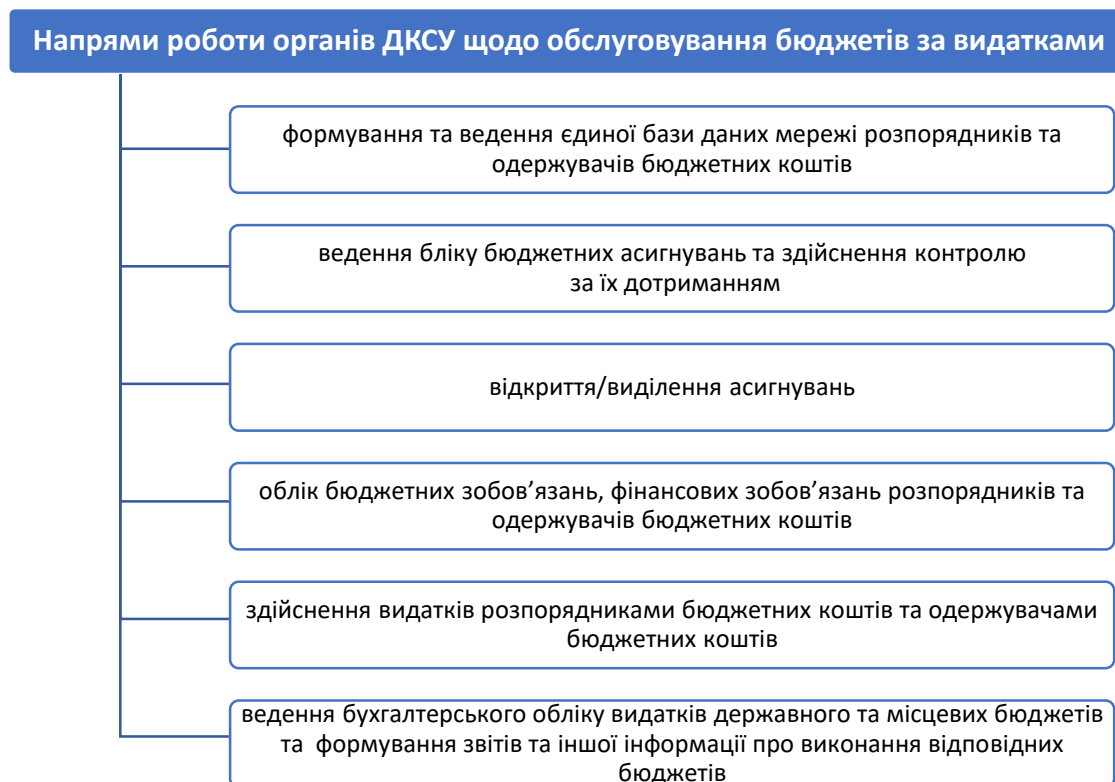 Напрями роботи органів ДКСУ щодо обслуговування бюджетів за видатками
формування та ведення єдиної бази даних мережі розпорядників та
одержувачів бюджетних коштів
ведення бліку бюджетних асигнувань та здійснення контролю
за їх дотриманням
відкриття/виділення асигнувань
облік бюджетних зобов’язань, фінансових зобов’язань розпорядників та
одержувачів бюджетних коштів
здійснення видатків розпорядниками бюджетних коштів та одержувачами
бюджетних коштів
ведення бухгалтерського обліку видатків державного та місцевих бюджетів
та формування звітів та іншої інформації про виконання відповідних
бюджетів